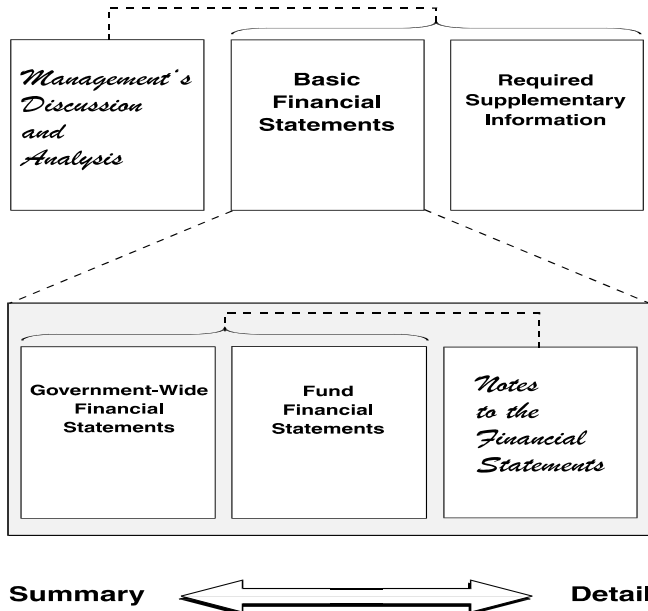 Management's
Discussion
and
Analysis
Basic
Financial
Statements
Required
Supplementary
Information
Government-Wide
Financial
Statements
Fund
Financial
Statements
Notes
to the
Financial
Statements
Summary
Detail